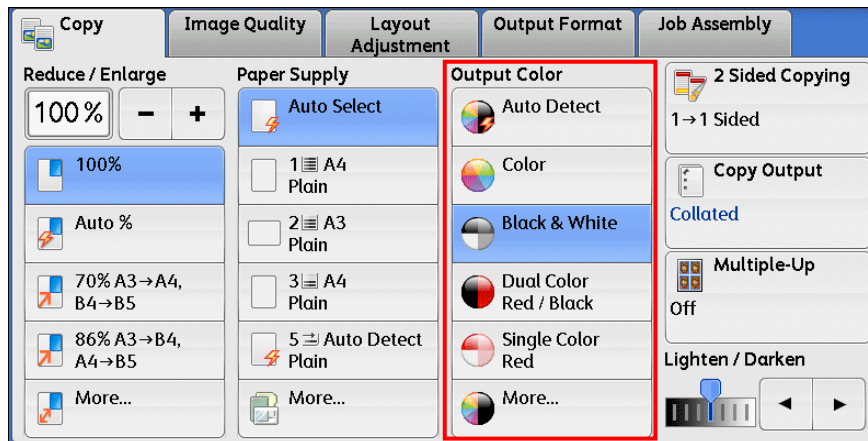 Copy
Image Quality
Layout
Adjustment
Output Format
Job Assembly
Reduce / Enlarge
100%
-
+
100%
Auto %
70% A3→A4,
B4→B5
86% A3→B4,
A4→B5
More...
Paper Supply
Auto Select
1 A4
Plain
2 A3
Plain
3 A4
Plain
5 Auto Detect
Plain
More...
Output Color
Auto Detect
Color
Black & White
Dual Color
Red / Black
Single Color
Red
More...
2 Sided Copying
1→1 Sided
Copy Output
Collated
Multiple-Up
Off
Lighten / Darken